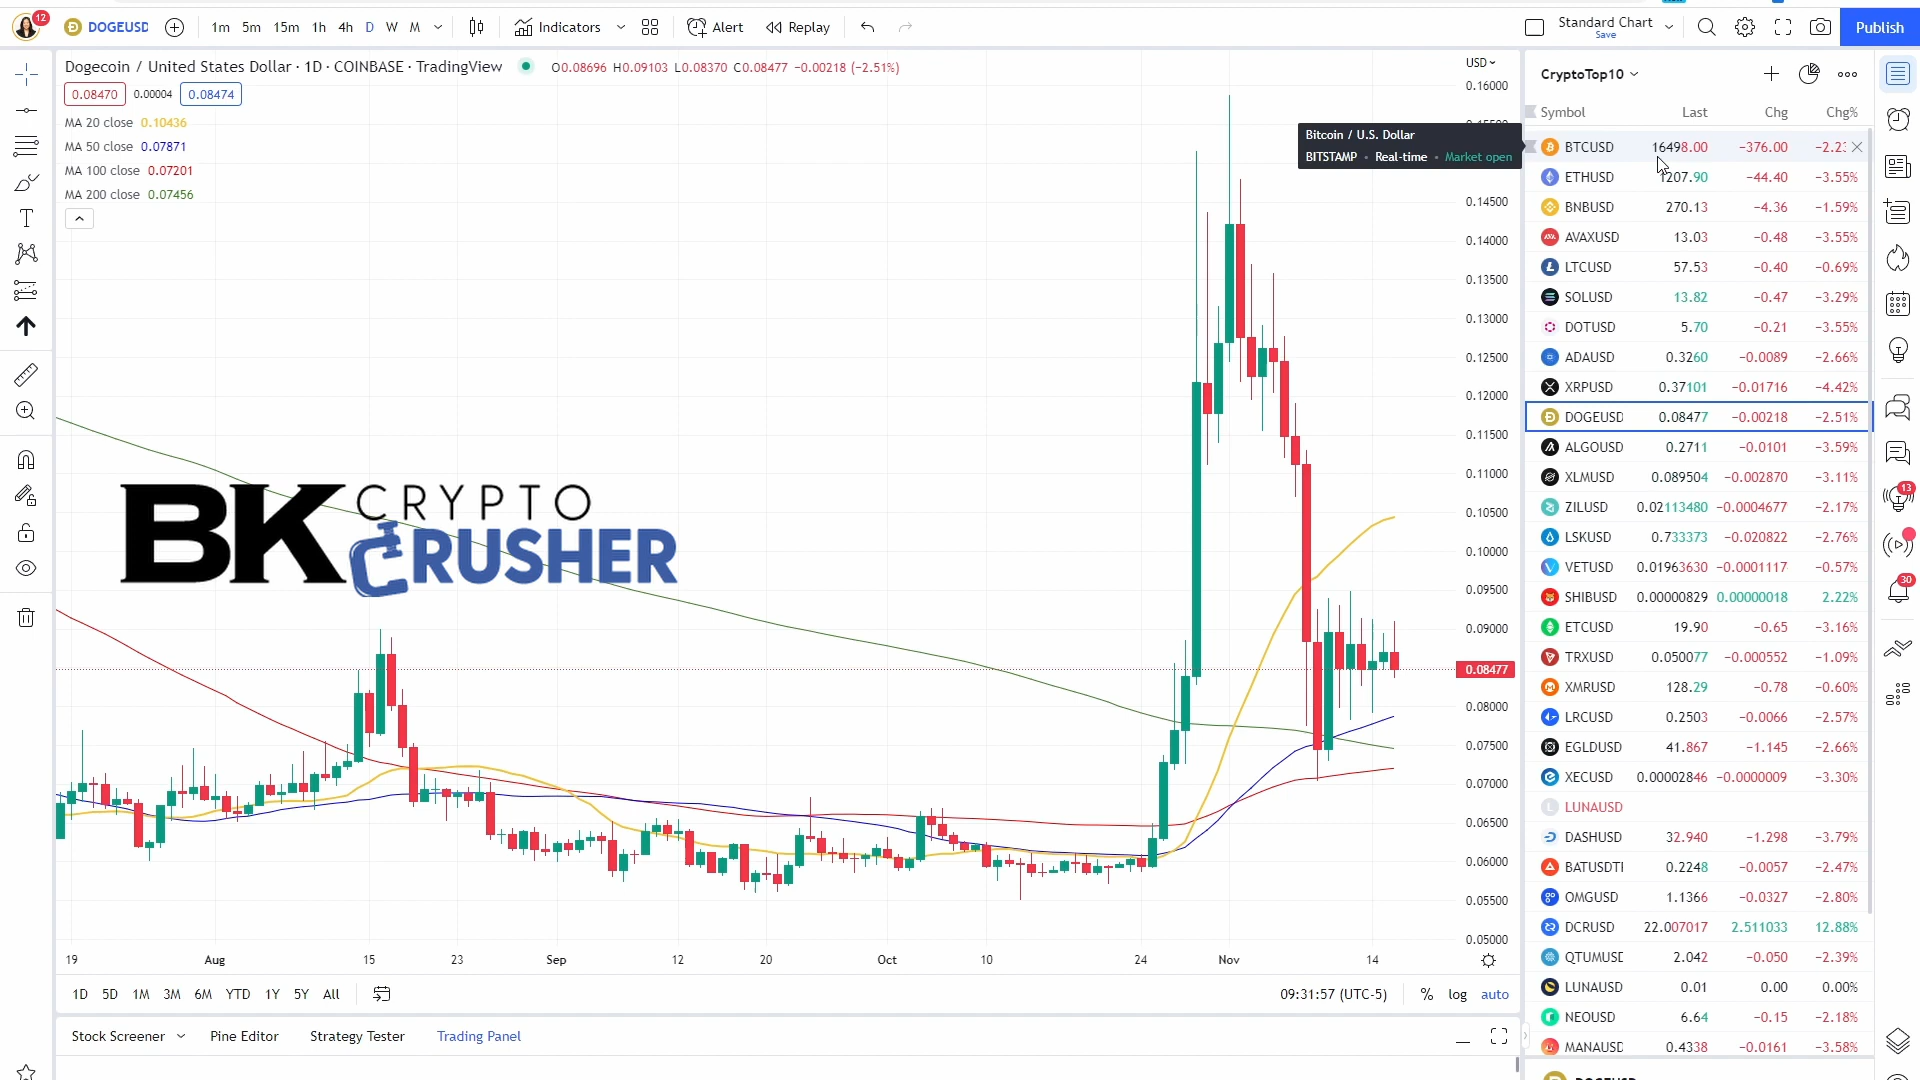 12
DOGEUSD
1m 5m 15m 1h 4h D W M
Indicators
Alert
Replay
Standard Chart
Save
Publish
Dogecoin / United States Dollar · 1D · COINBASE · TradingView
O0.08696 H0.09103 L0.08370 C0.08477 −0.00218 (−2.51%)
0.08470 0.00004 0.08474
MA 20 close 0.10436
MA 50 close 0.07871
MA 100 close 0.07201
MA 200 close 0.07456
BK CRYPTO CRUSHER
USD
0.16000
0.14500
0.14000
0.13500
0.13000
0.12500
0.12000
0.11500
0.11000
0.10500
0.10000
0.09500
0.09000
0.08477
0.08000
0.07500
0.07000
0.06500
0.06000
0.05500
0.05000
19 Aug 15 23 Sep 12 20 Oct 10 24 Nov 14
1D 5D 1M 3M 6M YTD 1Y 5Y All
09:31:57 (UTC-5) % log auto
Stock Screener Pine Editor Strategy Tester Trading Panel
Bitcoin / U.S. Dollar
BITSTAMP • Real-time • Market open
CryptoTop10
Symbol Last Chg Chg%
BTCUSD 16498.00 −376.00
ETHUSD 1207.90 −44.40 −3.55%
BNBUSD 270.13 −4.36 −1.59%
AVAXUSD 13.03 −0.48 −3.55%
LTCUSD 57.53 −0.40 −0.69%
SOLUSD 13.82 −0.47 −3.29%
DOTUSD 5.70 −0.21 −3.55%
ADAUSD 0.3260 −0.0089 −2.66%
XRPUSD 0.37101 −0.01716 −4.42%
DOGEUSD 0.08477 −0.00218 −2.51%
ALGOUSD 0.2711 −0.0101 −3.59%
XLMUSD 0.089504 −0.002870 −3.11%
ZILUSD 0.02113480 −0.0004677 −2.17%
LSKUSD 0.733373 −0.020822 −2.76%
VETUSD 0.01963630 −0.0001117 −0.57%
SHIBUSD 0.00000829 0.00000018 2.22%
ETCUSD 19.90 −0.65 −3.16%
TRXUSD 0.050077 −0.000552 −1.09%
XMRUSD 128.29 −0.78 −0.60%
LRCUSD 0.2503 −0.0066 −2.57%
EGLDUSD 41.867 −1.145 −2.66%
XECUSD 0.00002846 −0.0000009 −3.30%
LUNAUSD
DASHUSD 32.940 −1.298 −3.79%
BATUSDTI 0.2248 −0.0057 −2.47%
OMGUSD 1.1366 −0.0327 −2.80%
DCRUSD 22.007017 2.511033 12.88%
QTUMUSD 2.042 −0.050 −2.39%
LUNAUSD 0.01 0.00 0.00%
NEOUSD 6.64 −0.15 −2.18%
MANAUSD 0.4338 −0.0161 −3.58%
13
30